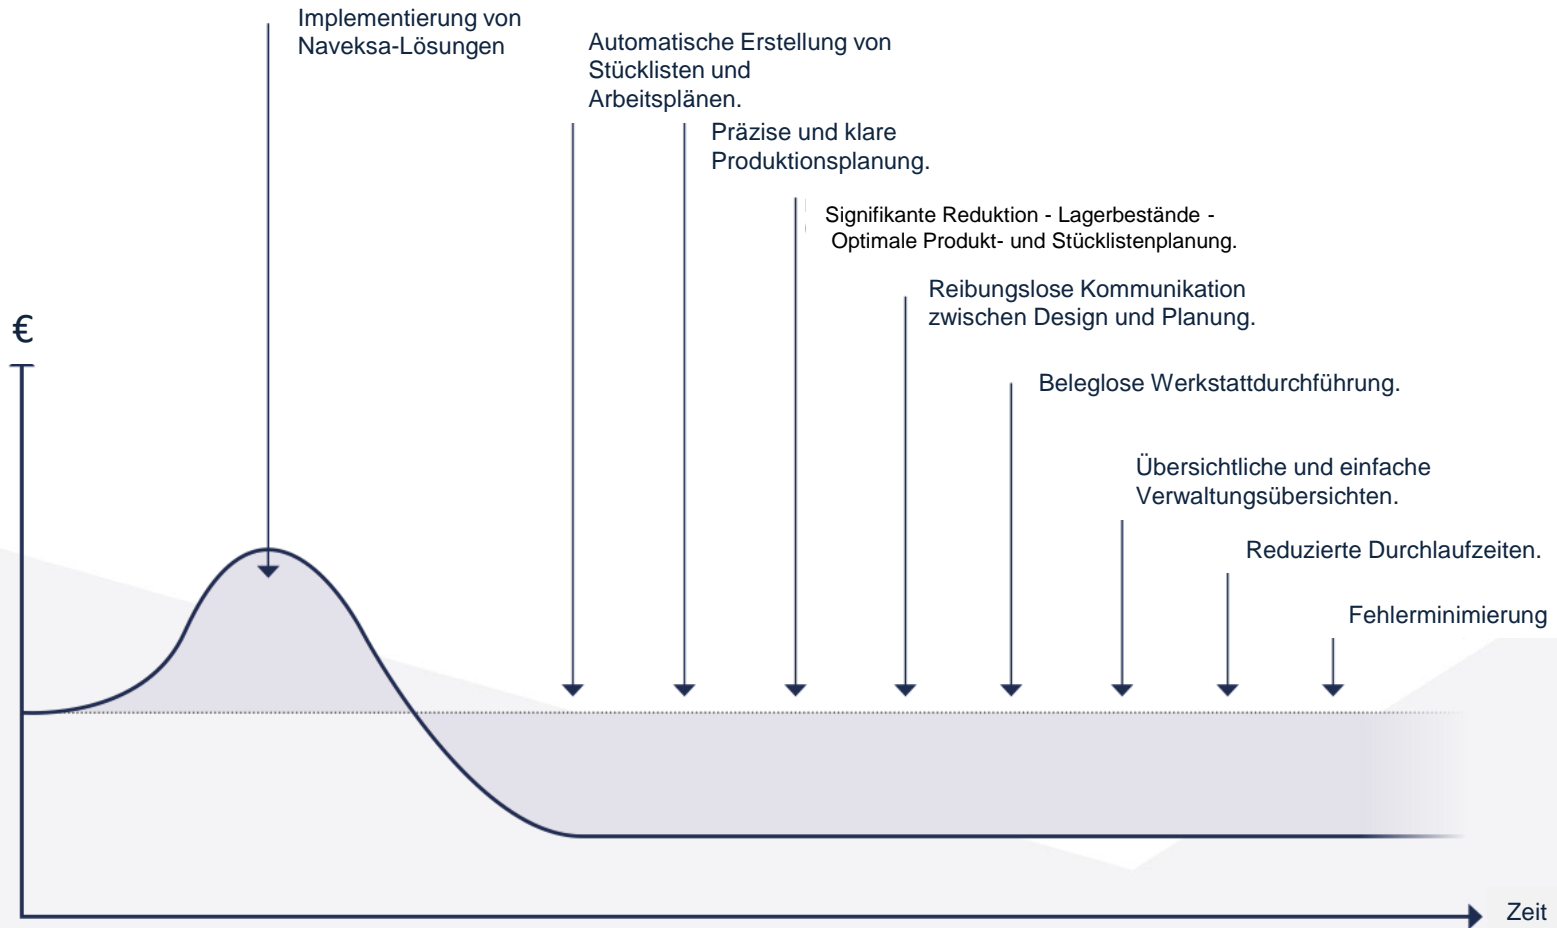 Implementierung von
Naveksa-Lösungen
Automatische Erstellung von
Stücklisten und
Arbeitsplänen.
Präzise und klare
Produktionsplanung.
Signifikante Reduktion - Lagerbestände -
Optimale Produkt- und Stücklistenplanung.
Reibungslose Kommunikation
zwischen Design und Planung.
€
Beleglose Werkstattdurchführung.
Übersichtliche und einfache
Verwaltungsübersichten.
Reduzierte Durchlaufzeiten.
Fehlerminimierung
Zeit